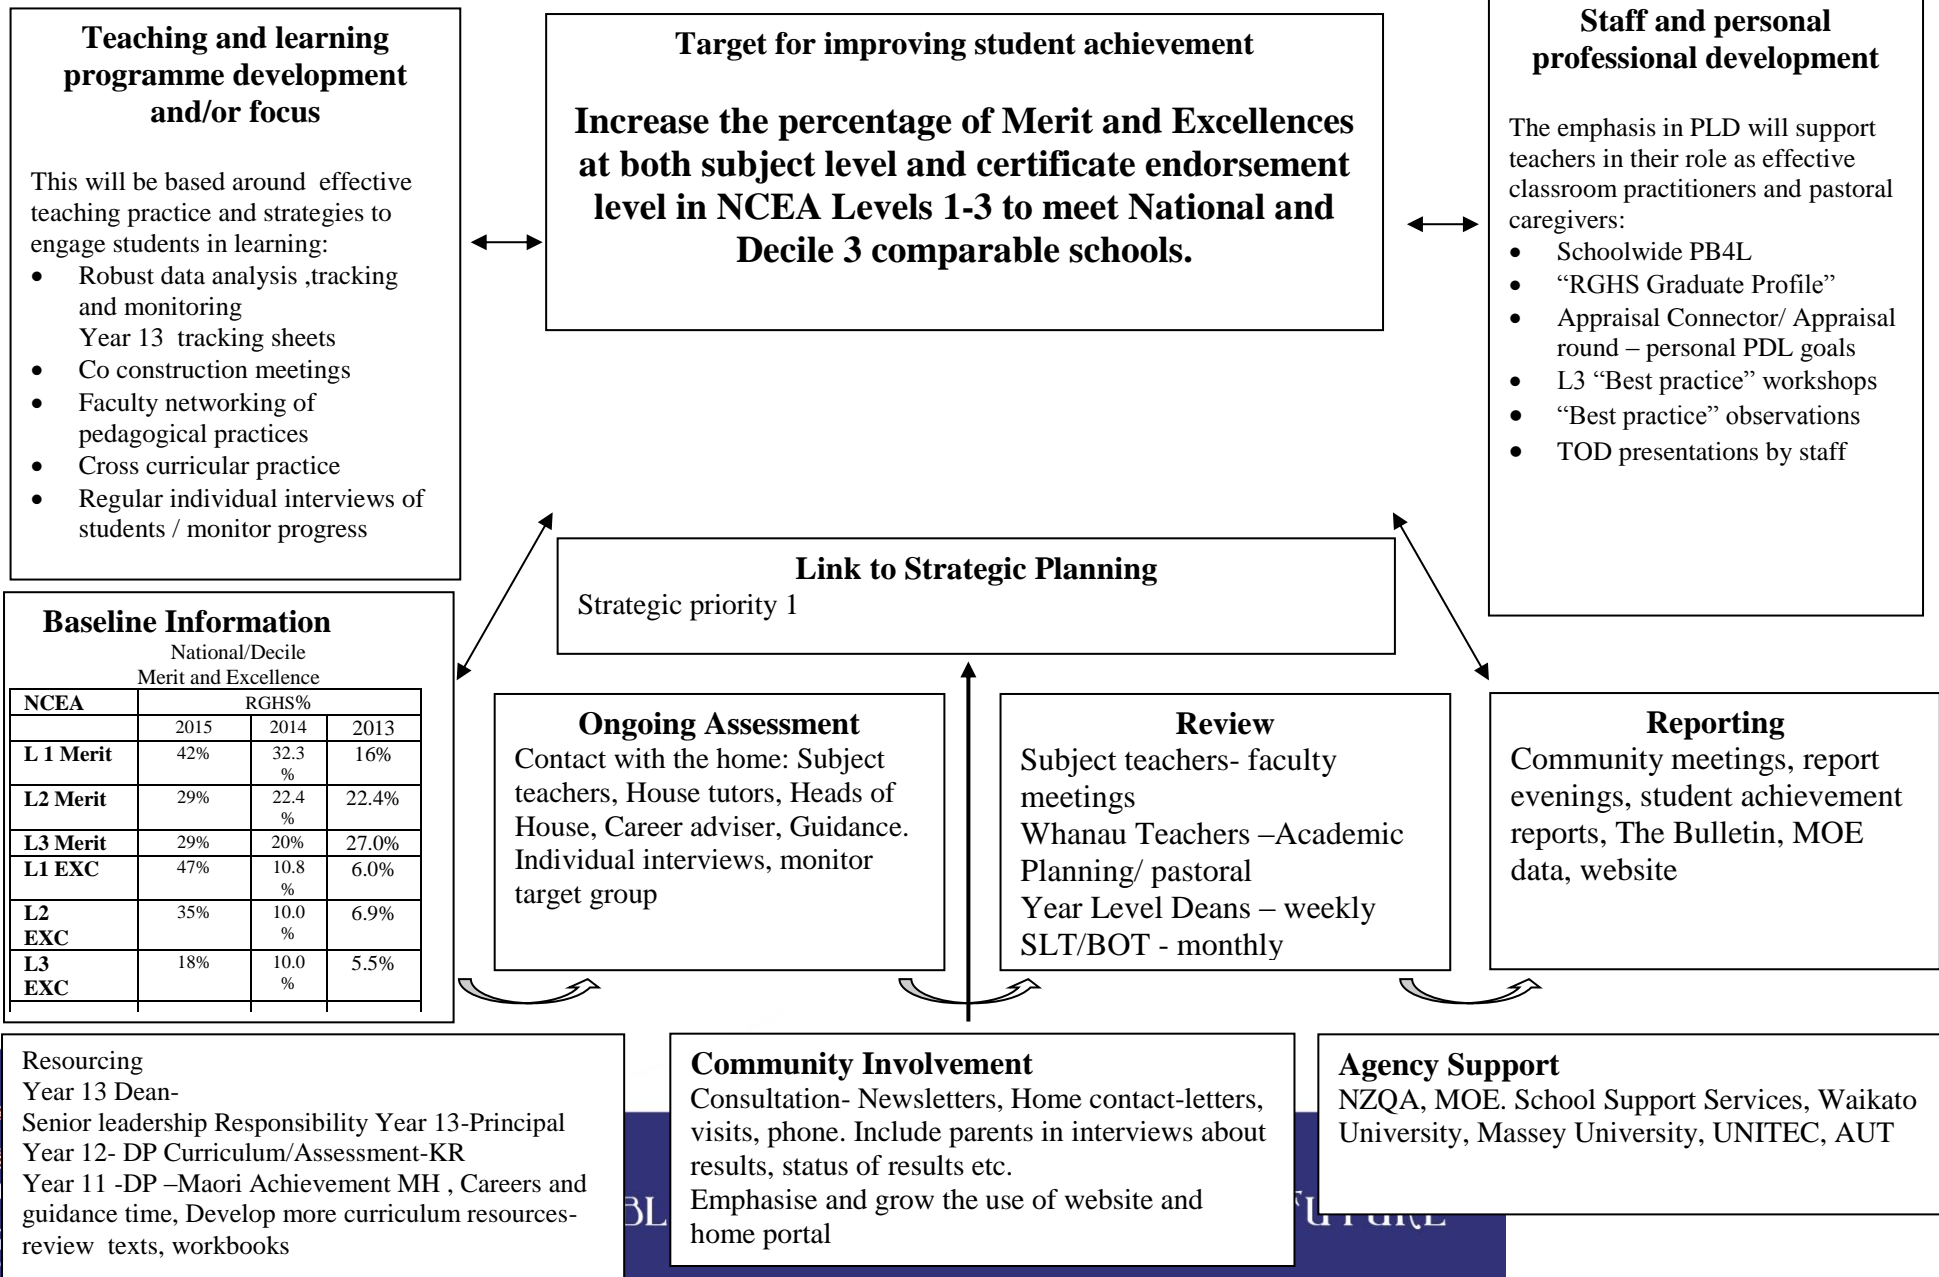 Teaching and learning
programme development
and/or focus
This will be based around  effective
teaching practice and strategies to
engage students in learning:
• Robust data analysis ,tracking
and monitoring
Year 13  tracking sheets
• Co construction meetings
• Faculty networking of
pedagogical practices
• Cross curricular practice
• Regular individual interviews of
students / monitor progress
Target for improving student achievement
Increase the percentage of Merit and Excellences
at both subject level and certificate endorsement
level in NCEA Levels 1-3 to meet National and
Decile 3 comparable schools.
Staff and personal
professional development
The emphasis in PLD will support
teachers in their role as effective
classroom practitioners and pastoral
caregivers:
• Schoolwide PB4L
• “RGHS Graduate Profile”
• Appraisal Connector/ Appraisal
round – personal PDL goals
• L3 “Best practice” workshops
• “Best practice” observations
• TOD presentations by staff
Link to Strategic Planning
Strategic priority 1
Baseline Information
National/Decile
Merit and Excellence
NCEA RGHS%
2015 2014 2013
L 1 Merit 42% 32.3 16%
%
L2 Merit 29% 22.4 22.4%
%
L3 Merit 29% 20% 27.0%
L1 EXC 47% 10.8 6.0%
%
L2 35% 10.0 6.9%
EXC %
L3 18% 10.0 5.5%
EXC %
Ongoing Assessment
Contact with the home: Subject
teachers, House tutors, Heads of
House, Career adviser, Guidance.
Individual interviews, monitor
target group
Review
Subject teachers- faculty
meetings
Whanau Teachers –Academic
Planning/ pastoral
Year Level Deans – weekly
SLT/BOT - monthly
Reporting
Community meetings, report
evenings, student achievement
reports, The Bulletin, MOE
data, website
Resourcing
Year 13 Dean-
Senior leadership Responsibility Year 13-Principal
Year 12- DP Curriculum/Assessment-KR
Year 11 -DP –Maori Achievement MH , Careers and
guidance time, Develop more curriculum resources-
review  texts, workbooks
Community Involvement
Consultation- Newsletters, Home contact-letters,
visits, phone. Include parents in interviews about
results, status of results etc.
Emphasise and grow the use of website and
home portal
Agency Support
NZQA, MOE. School Support Services, Waikato
University, Massey University, UNITEC, AUT